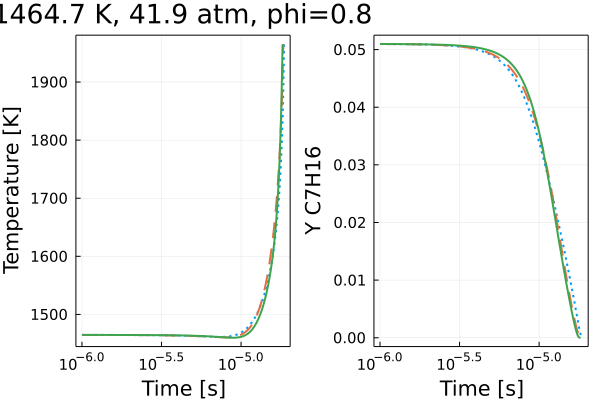 1464.7 K, 41.9 atm, phi=0.8
Temperature [K]
1900
1800
1700
1600
1500
10⁻⁶·⁰ 10⁻⁵·⁵ 10⁻⁵·⁰
Time [s]
Y C7H16
0.05
0.04
0.03
0.02
0.01
0.00
10⁻⁶·⁰ 10⁻⁵·⁵ 10⁻⁵·⁰
Time [s]